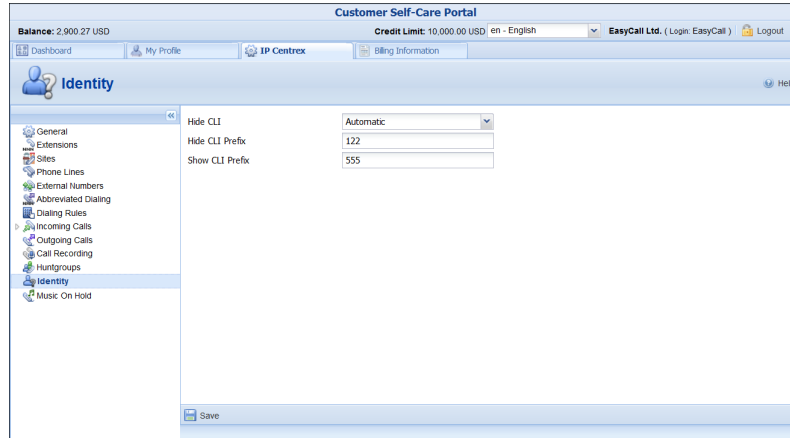 Customer Self-Care Portal
Balance: 2,900.27 USD Credit Limit: 10,000.00 USD en - English EasyCall Ltd. ( Login: EasyCall ) Logout
Dashboard My Profile IP Centrex Billing Information
Identity Hel
General
Extensions
Sites
Phone Lines
External Numbers
Abbreviated Dialing
Dialing Rules
Incoming Calls
Outgoing Calls
Call Recording
Huntgroups
Identity
Music On Hold
Hide CLI Automatic
Hide CLI Prefix 122
Show CLI Prefix 555
Save